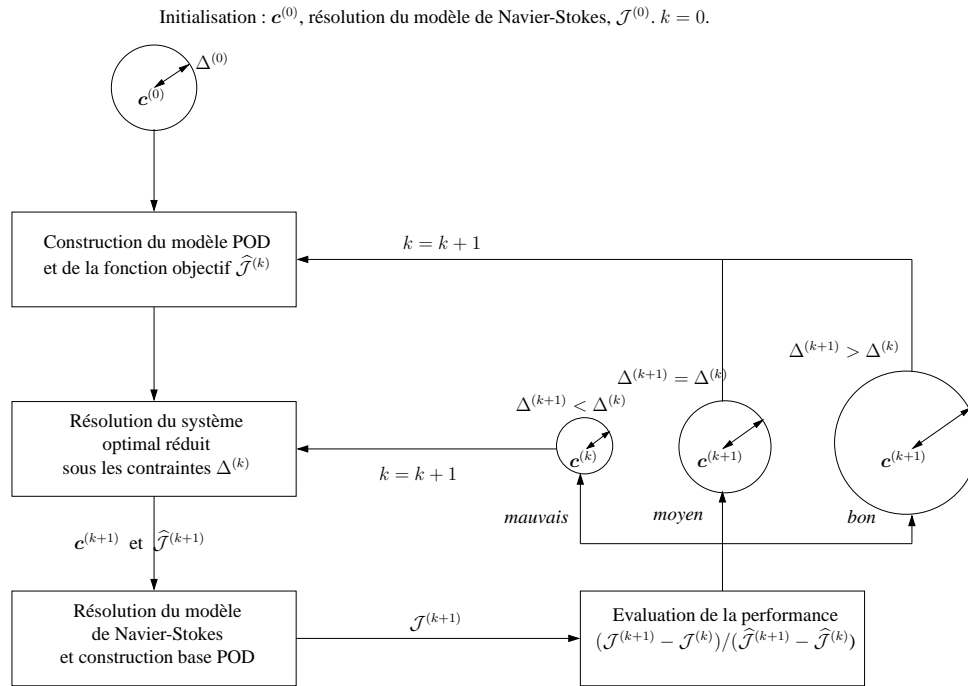 Initialisation : c^(0), résolution du modèle de Navier-Stokes, 𝒥^(0). k = 0.
Δ^(0)
c^(0)
Construction du modèle POD
et de la fonction objectif 𝒥̂^(k)
k = k + 1
Δ^(k+1) > Δ^(k)
Δ^(k+1) = Δ^(k)
Δ^(k+1) < Δ^(k)
Résolution du système
optimal réduit
sous les contraintes Δ^(k)
k = k + 1
c^(k)
c^(k+1)
c^(k+1)
mauvais
moyen
bon
c^(k+1) et 𝒥̂^(k+1)
Résolution du modèle
de Navier-Stokes
et construction base POD
𝒥^(k+1)
Evaluation de la performance
(𝒥^(k+1) − 𝒥^(k))/(𝒥̂^(k+1) − 𝒥̂^(k))